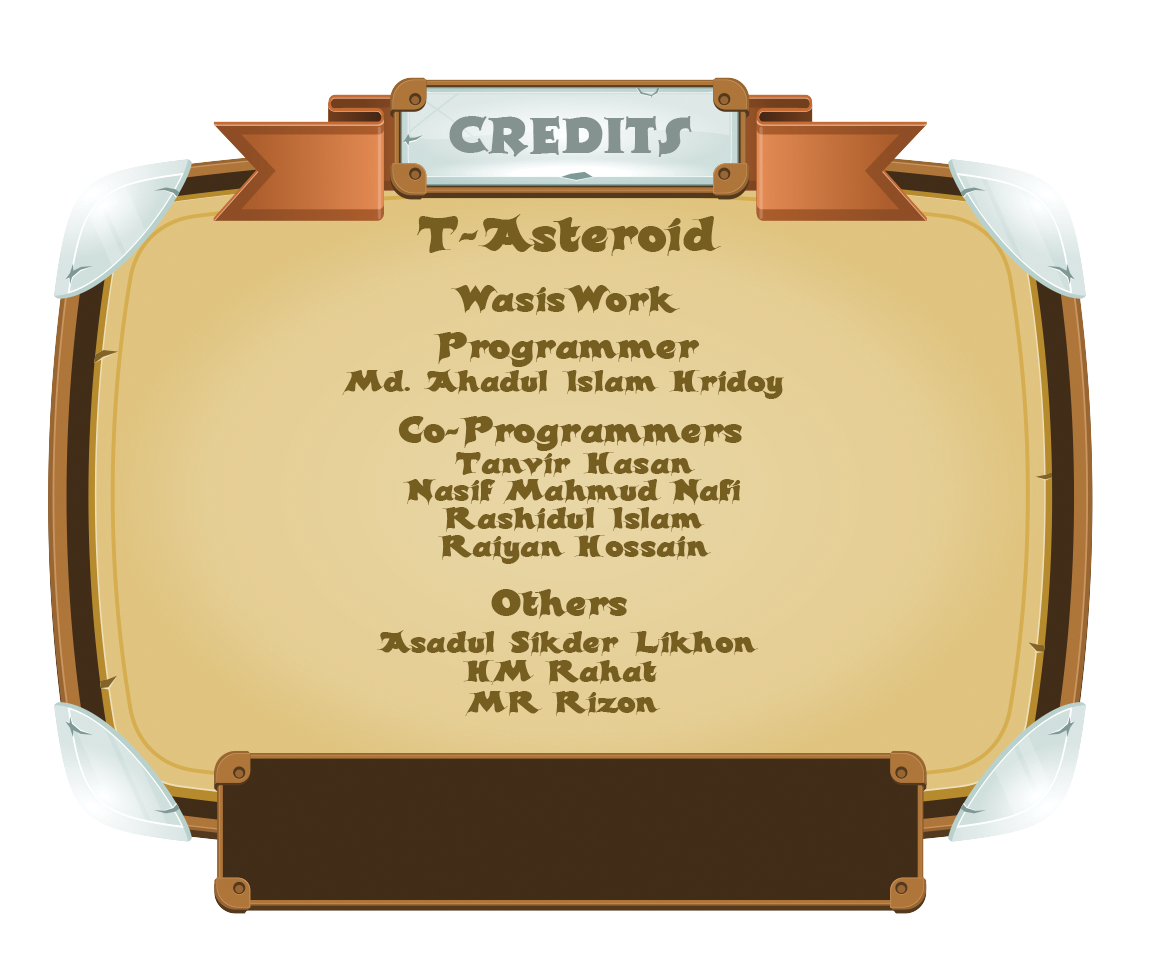 CREDITS
T-Asteroid
WasisWork
Programmer
Md. Ahadul Islam Hridoy
Co-Programmers
Tanvir Hasan
Nasif Mahmud Nafi
Rashidul Islam
Raiyan Hossain
Others
Asadul Sikder Likhon
HM Rahat
MR Rizon